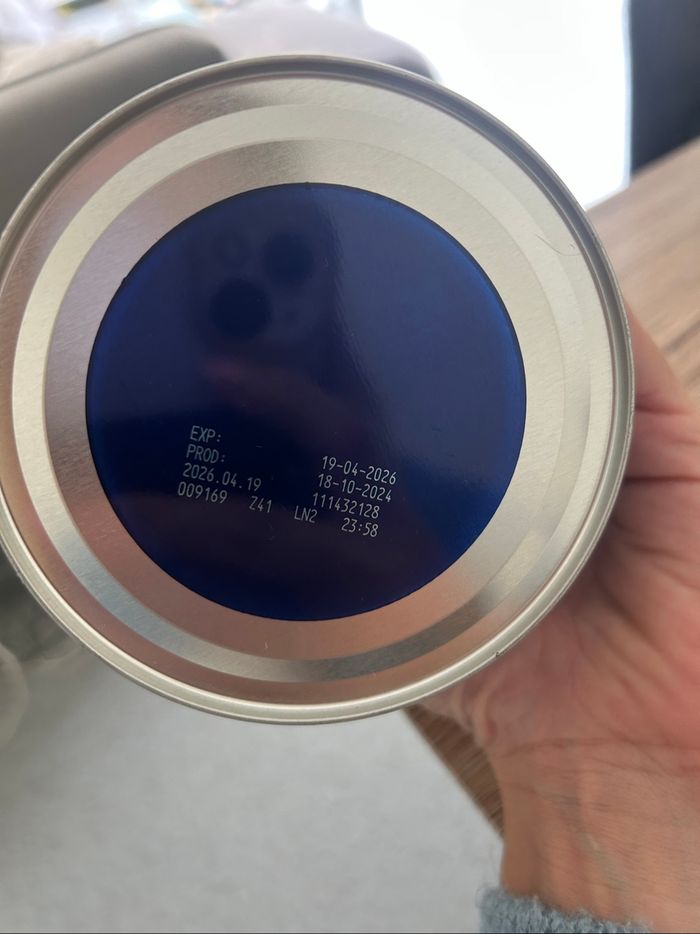 EXP: 19-04-2026
PROD: 18-10-2024
2026.04.19 111432128
009169 Z41 LN2 23:58